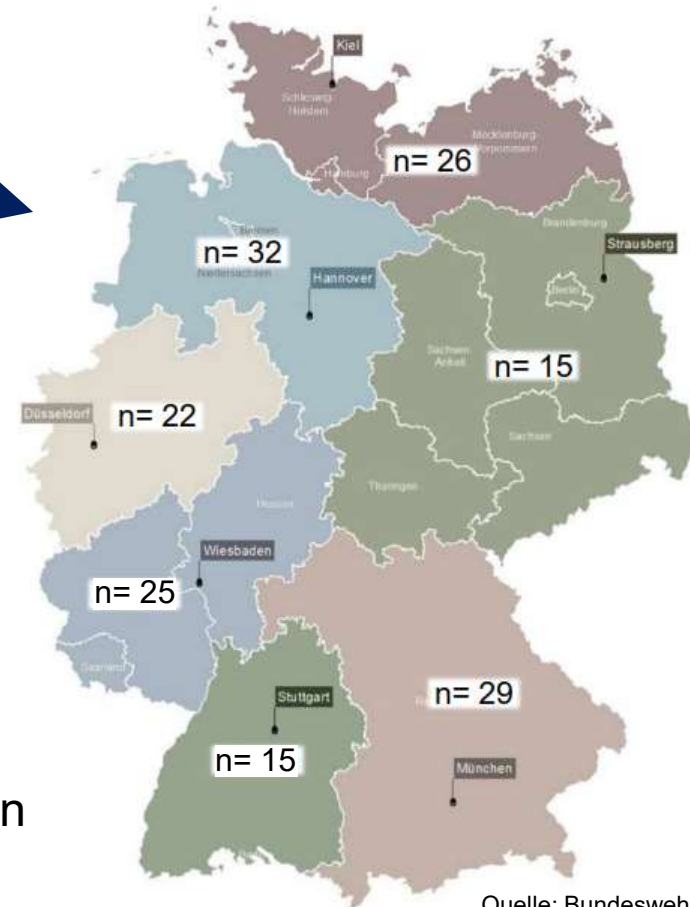 Kiel
Schleswig-
Holstein
Mecklenburg-
Vorpommern
n= 26
Hamburg
Brandenburg
Strausberg
Berlin
n= 32
Niedersachsen
Hannover
Sachsen
Anhalt
n= 15
Düsseldorf
n= 22
Sachsen
Thüringen
Hessen
Wiesbaden
n= 25
Saarland
n= 29
Stuttgart
n= 15
München
n
Quelle: Bundesweh